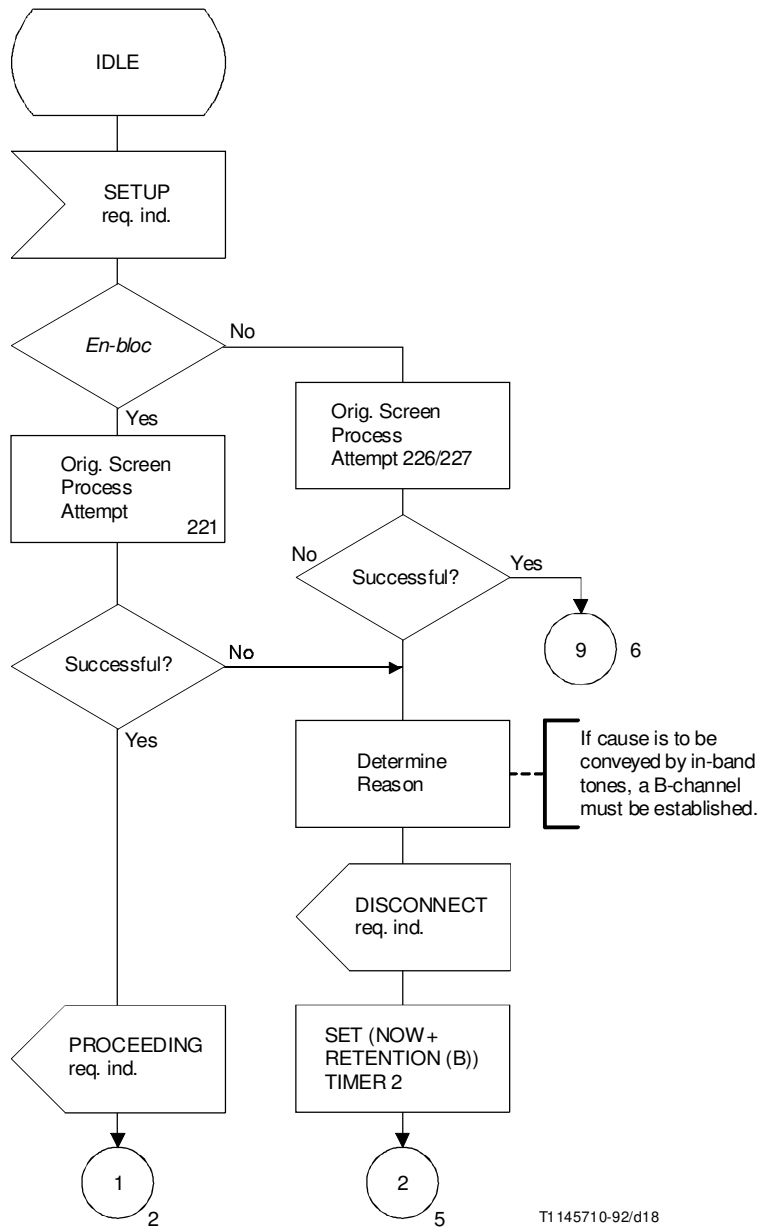 IDLE
SETUP
req. ind.
En-bloc
No
Yes
Orig. Screen
Process
Attempt 226/227
Orig. Screen
Process
Attempt
221
No
Successful?
Yes
9
6
Successful?
No
Yes
Determine
Reason
If cause is to be
conveyed by in-band
tones, a B-channel
must be established.
DISCONNECT
req. ind.
PROCEEDING
req. ind.
SET (NOW+
RETENTION (B))
TIMER 2
1
2
2
5
T1145710-92/d18